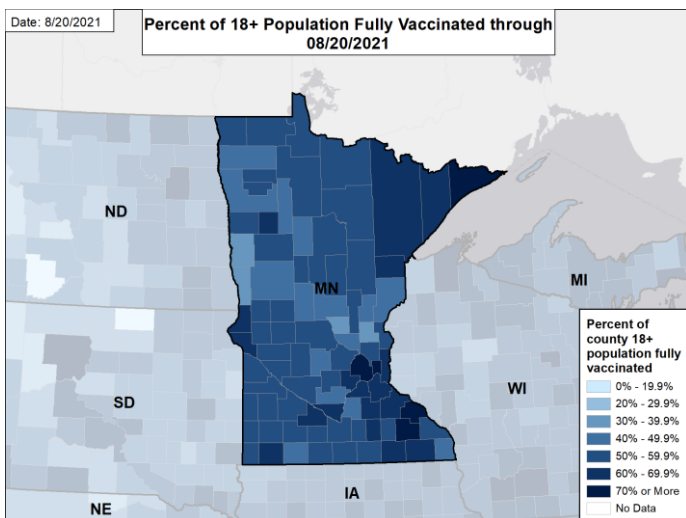 Date: 8/20/2021
Percent of 18+ Population Fully Vaccinated through
08/20/2021
ND
MN
MI
SD
WI
NE
IA
Percent of
county 18+
population fully
vaccinated
0% - 19.9%
20% - 29.9%
30% - 39.9%
40% - 49.9%
50% - 59.9%
60% - 69.9%
70% or More
No Data